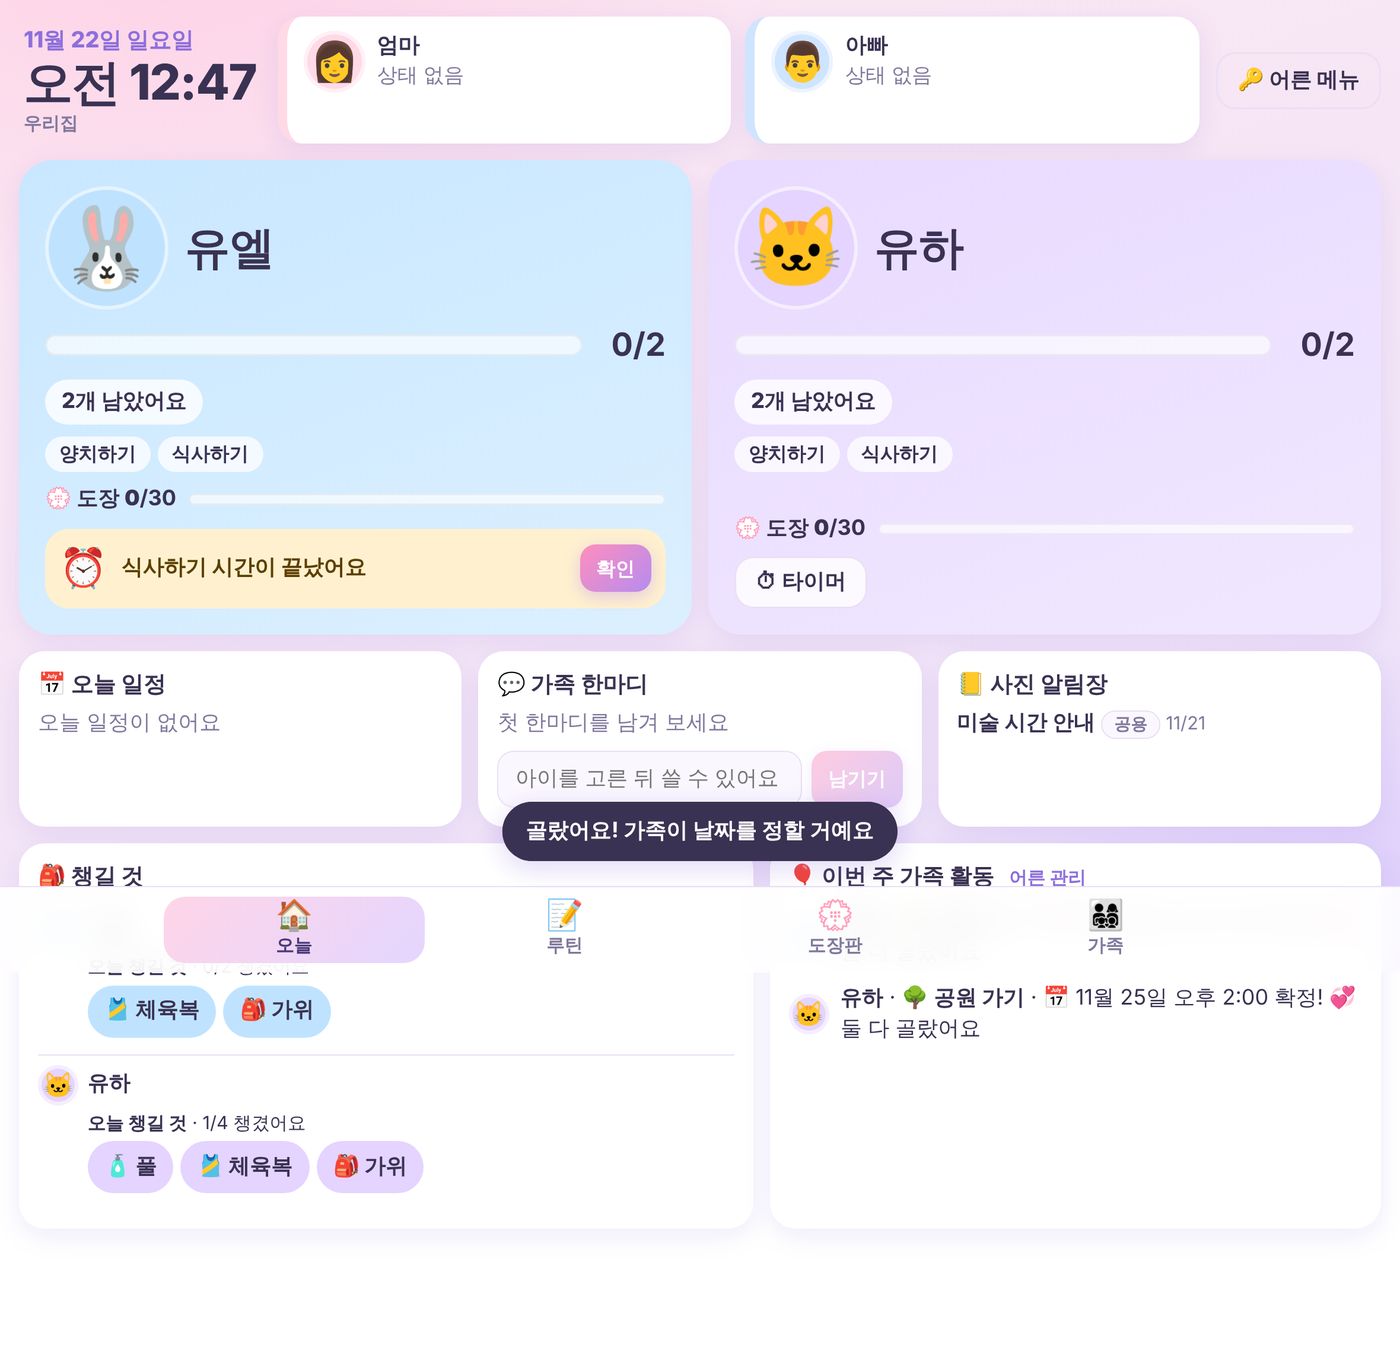 11월 22일 일요일
오전 12:47
우리집
엄마
상태 없음
아빠
상태 없음
🔑 어른 메뉴
유엘
0/2
2개 남았어요
양치하기
식사하기
💮 도장 0/30
⏰ 식사하기 시간이 끝났어요
확인
유하
0/2
2개 남았어요
양치하기
식사하기
💮 도장 0/30
⏱ 타이머
📅 오늘 일정
오늘 일정이 없어요
💬 가족 한마디
첫 한마디를 남겨 보세요
아이를 고른 뒤 쓸 수 있어요
남기기
📒 사진 알림장
미술 시간 안내 공용 11/21
골랐어요! 가족이 날짜를 정할 거예요
🎒 챙길 것
🎈 이번 주 가족 활동 어른 관리
🏠 오늘
📝 루틴
💮 도장판
가족
오늘 챙길 것 · 0/2 챙겼어요
🎽 체육복
🎒 가위
유하
오늘 챙길 것 · 1/4 챙겼어요
🧴 풀
🎽 체육복
🎒 가위
유하 · 🌳 공원 가기 · 📅 11월 25일 오후 2:00 확정! 💞
둘 다 골랐어요